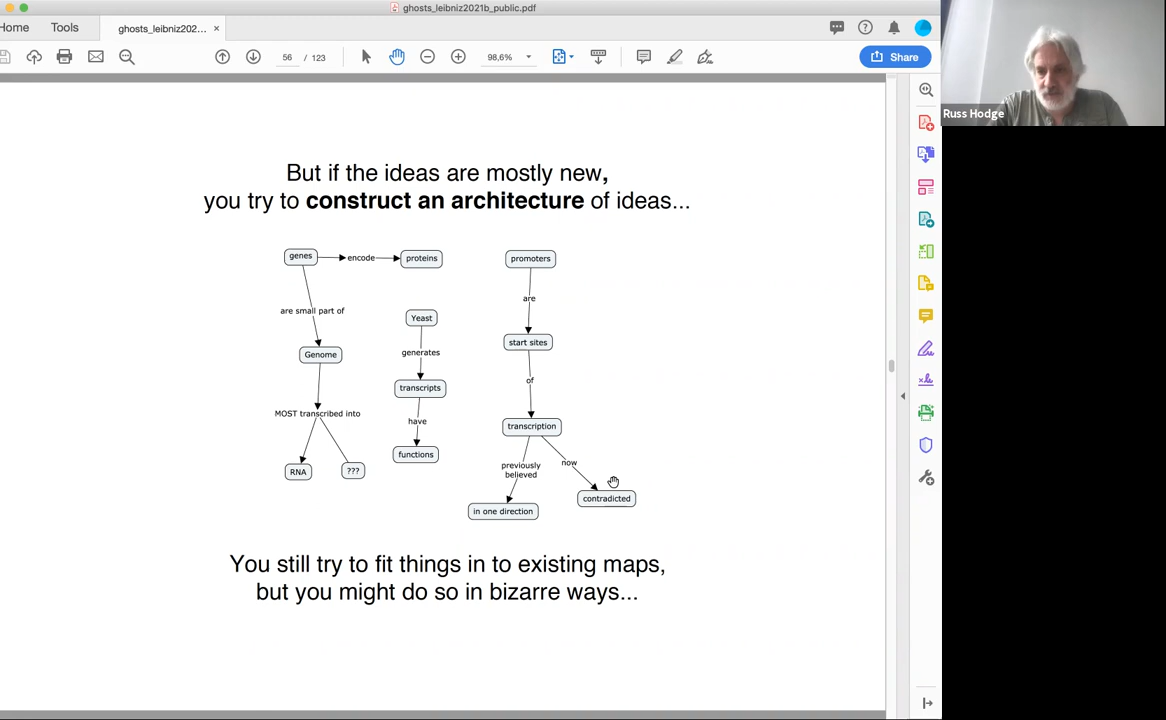 ghosts_leibniz2021b_public.pdf
Home
Tools
ghosts_leibniz202...
×
56 / 123
98,6%
Share
Russ Hodge
But if the ideas are mostly new,
you try to construct an architecture of ideas...
genes
encode
proteins
promoters
are small part of
are
Yeast
start sites
generates
Genome
of
transcripts
MOST transcribed into
have
transcription
functions
previously
believed
now
RNA
???
contradicted
in one direction
You still try to fit things in to existing maps,
but you might do so in bizarre ways...